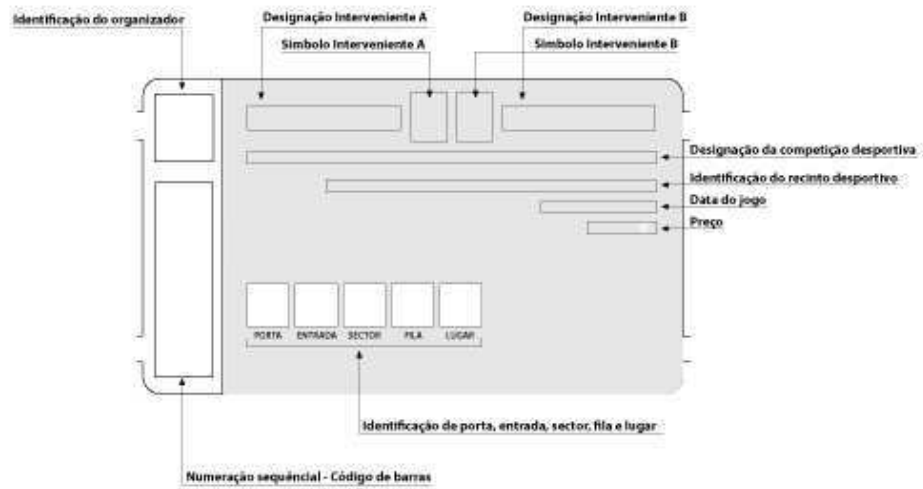 Identificação do organizador
Designação Interveniente A
Designação Interveniente B
Simbolo Interveniente A
Simbolo Interveniente B
Designação da competição desportiva
Identificação do recinto desportivo
Data do jogo
Preço
PORTA ENTRADA SECTOR FILA LUGAR
Identificação de porta, entrada, sector, fila e lugar
Numeração sequêncial - Código de barras